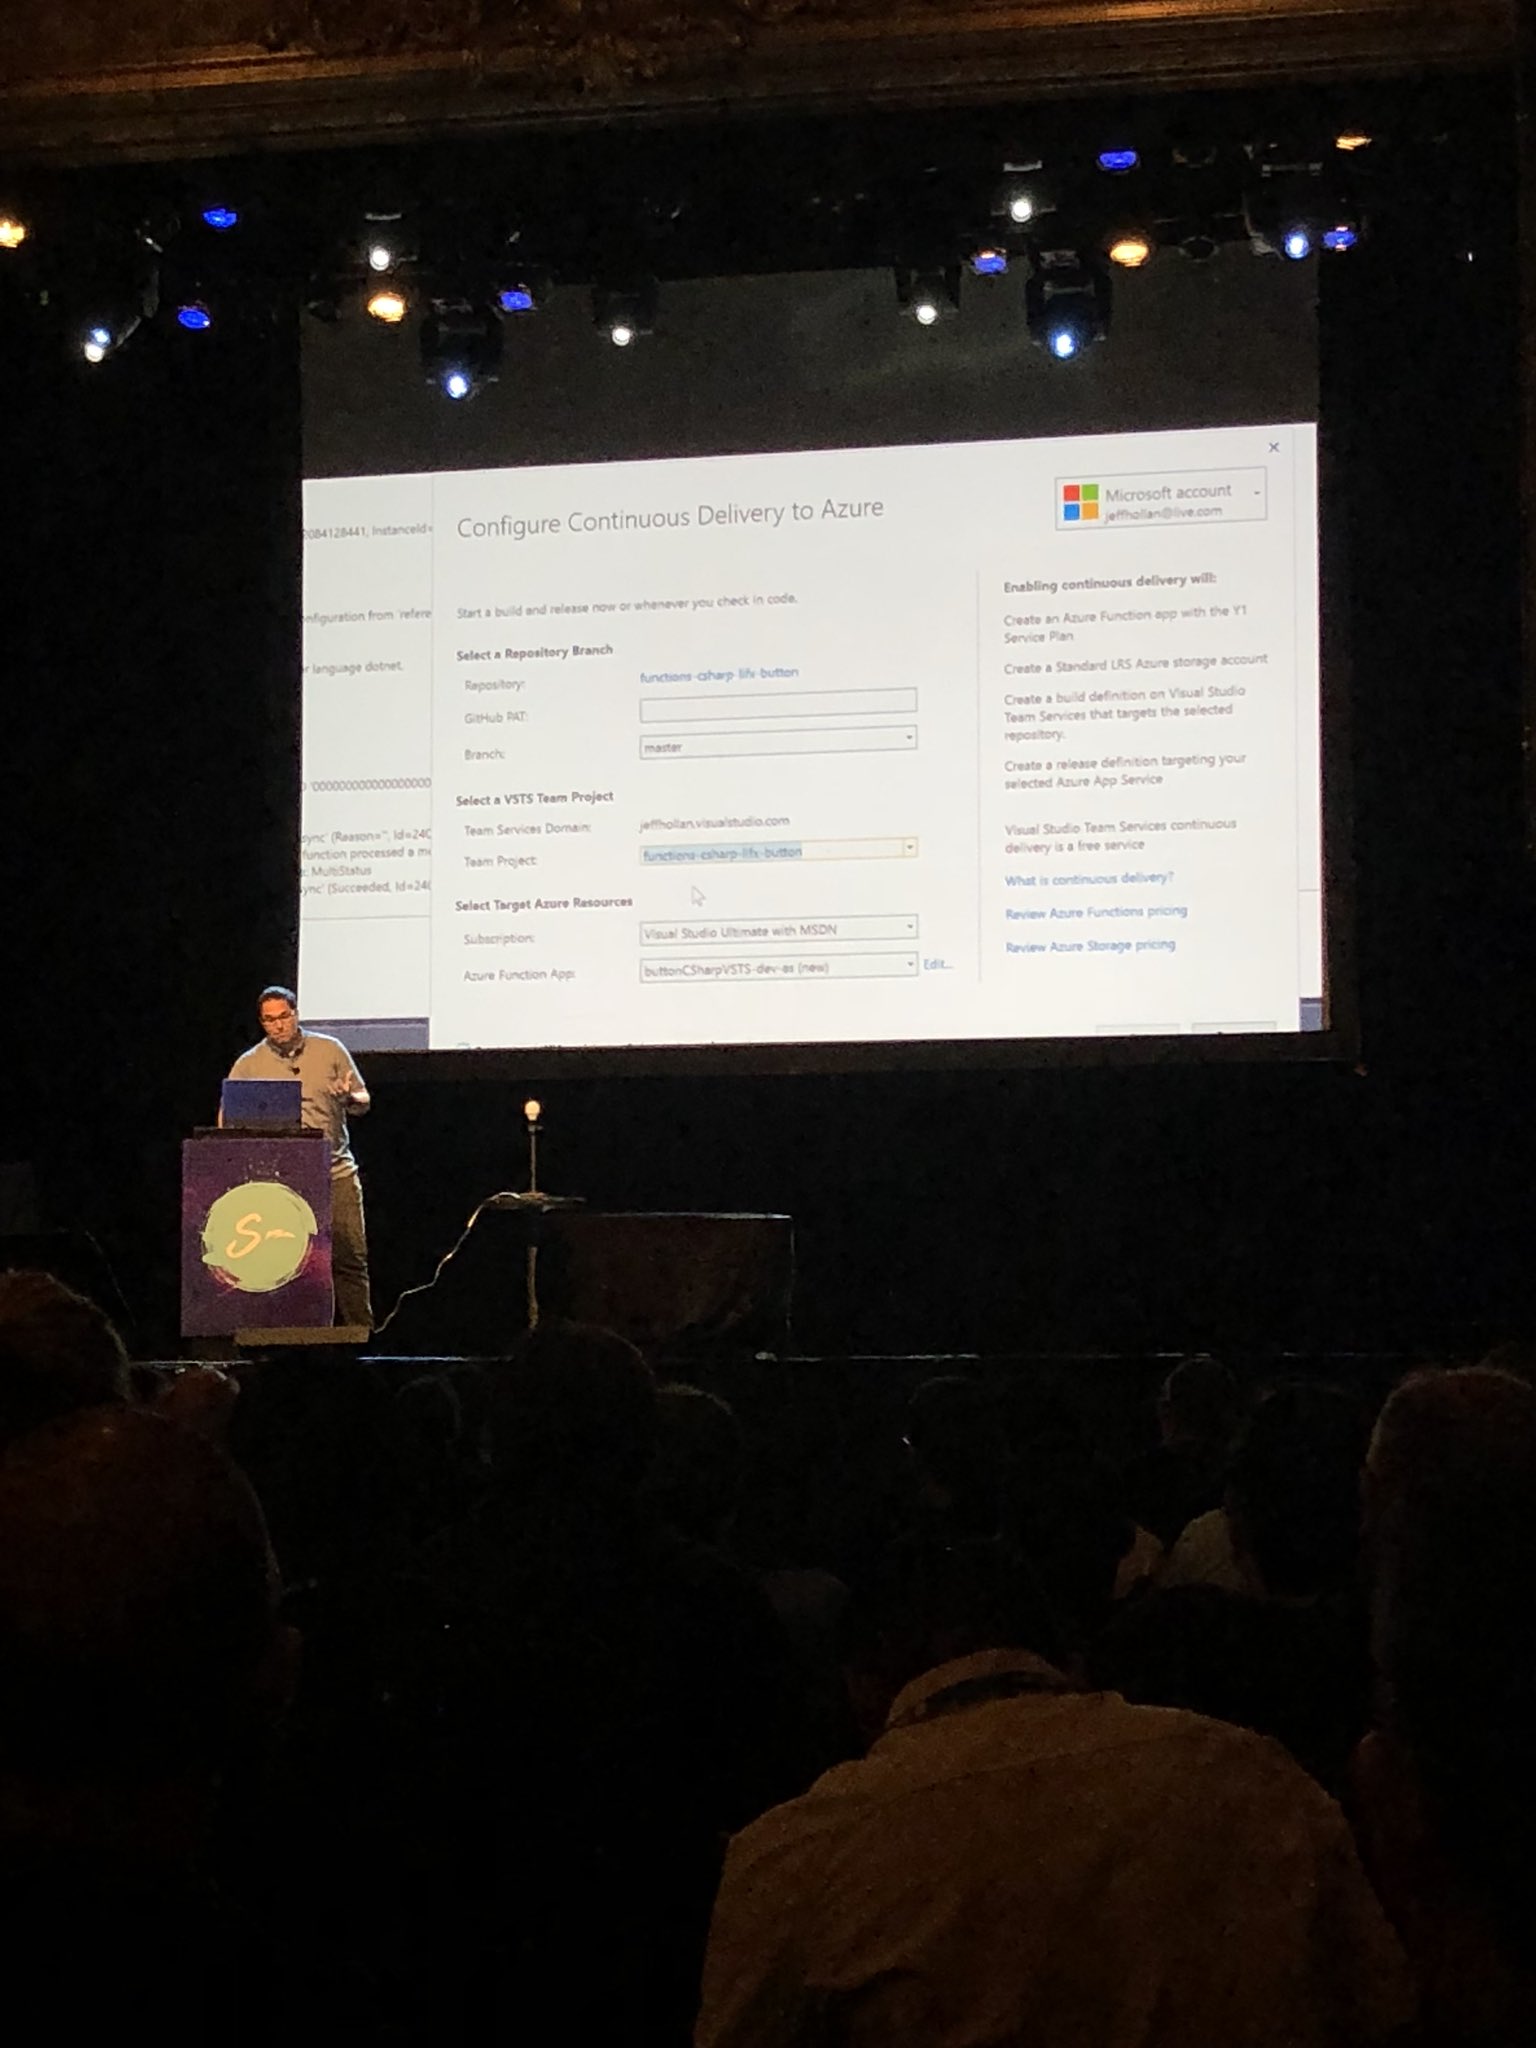 Configure Continuous Delivery to Azure
Microsoft account
jeffhollan@live.com
Start a build and release now or whenever you check in code.
Select a Repository Branch
Repository: functions-csharp-lifx-button
GitHub PAT:
Branch: master
Select a VSTS Team Project
Team Services Domain: jeffhollan.visualstudio.com
Team Project: functions-csharp-lifx-button
Select Target Azure Resources
Subscription: Visual Studio Ultimate with MSDN
Azure Function App: buttonCSharpVSTS-dev-as (new) Edit...
Enabling continuous delivery will:
Create an Azure Function app with the Y1
Service Plan
Create a Standard LRS Azure storage account
Create a build definition on Visual Studio
Team Services that targets the selected
repository.
Create a release definition targeting your
selected Azure App Service
Visual Studio Team Services continuous
delivery is a free service
What is continuous delivery?
Review Azure Functions pricing
Review Azure Storage pricing
084128441, InstanceId=
nfiguration from 'refere
r language dotnet.
'000000000000000000
sync' (Reason='', Id=240
function processed a me
: MultiStatus
ync' (Succeeded, Id=240